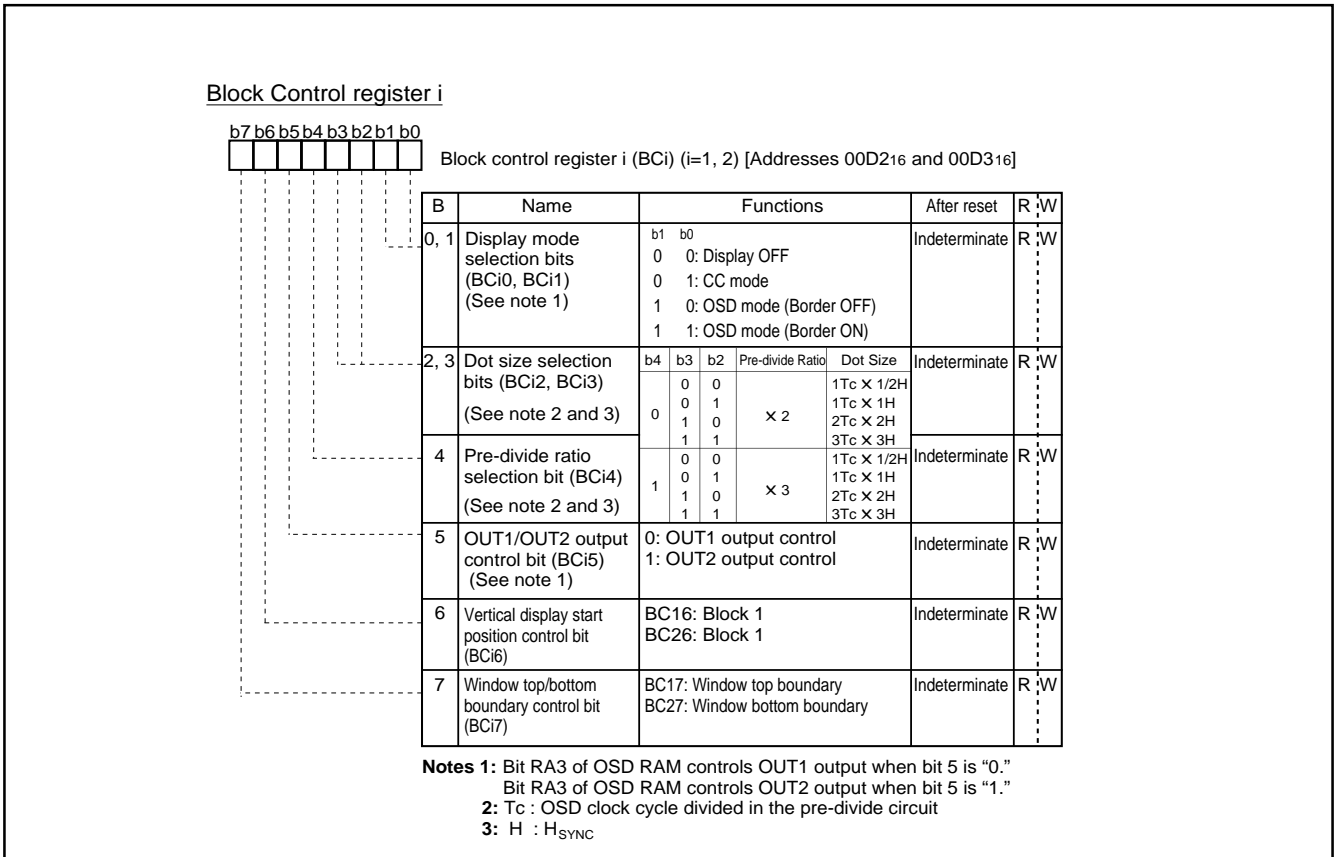 Block Control register i
b7 b6 b5 b4 b3 b2 b1 b0
Block control register i (BCi) (i=1, 2) [Addresses 00D216 and 00D316]
B Name Functions After reset R W
0, 1 Display mode selection bits (BCi0, BCi1) (See note 1)
b1 b0
0 0: Display OFF
0 1: CC mode
1 0: OSD mode (Border OFF)
1 1: OSD mode (Border ON)
Indeterminate R W
2, 3 Dot size selection bits (BCi2, BCi3)
(See note 2 and 3)
b4 b3 b2 Pre-divide Ratio Dot Size
0 0 0 × 2 1Tc × 1/2H
0 1 1Tc × 1H
1 0 2Tc × 2H
1 1 3Tc × 3H
Indeterminate R W
4 Pre-divide ratio selection bit (BCi4)
(See note 2 and 3)
1 0 0 × 3 1Tc × 1/2H
0 1 1Tc × 1H
1 0 2Tc × 2H
1 1 3Tc × 3H
Indeterminate R W
5 OUT1/OUT2 output control bit (BCi5) (See note 1)
0: OUT1 output control
1: OUT2 output control
Indeterminate R W
6 Vertical display start position control bit (BCi6)
BC16: Block 1
BC26: Block 1
Indeterminate R W
7 Window top/bottom boundary control bit (BCi7)
BC17: Window top boundary
BC27: Window bottom boundary
Indeterminate R W
Notes 1: Bit RA3 of OSD RAM controls OUT1 output when bit 5 is “0.”
Bit RA3 of OSD RAM controls OUT2 output when bit 5 is “1.”
2: Tc : OSD clock cycle divided in the pre-divide circuit
3: H : HSYNC